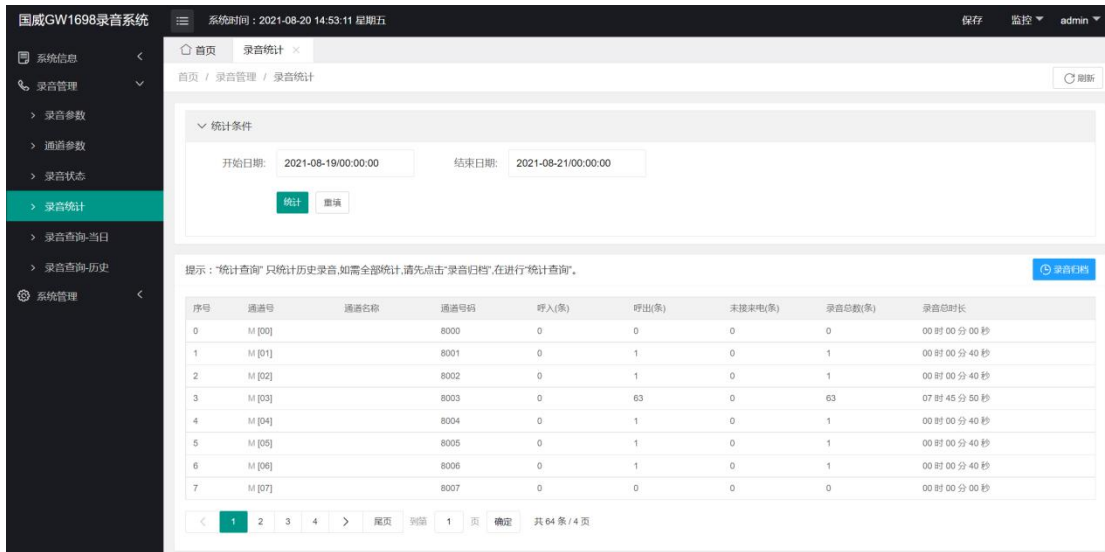 国威GW1698录音系统 系统时间：2021-08-20 14:53:11 星期五 保存 监控 admin
系统信息
录音管理
录音参数
通道参数
录音状态
录音统计
录音查询-当日
录音查询-历史
系统管理
首页 录音统计
首页 / 录音管理 / 录音统计 刷新
统计条件
开始日期: 2021-08-19/00:00:00 结束日期: 2021-08-21/00:00:00
统计 重填
提示："统计查询" 只统计历史录音,如需全部统计,请先点击"录音归档",在进行"统计查询"。 录音归档
序号 通道号 通道名称 通道号码 呼入(条) 呼出(条) 未接来电(条) 录音总数(条) 录音总时长
0 M [00] 8000 0 0 0 0 00 时 00 分 00 秒
1 M [01] 8001 0 1 0 1 00 时 00 分 40 秒
2 M [02] 8002 0 1 0 1 00 时 00 分 40 秒
3 M [03] 8003 0 63 0 63 07 时 45 分 50 秒
4 M [04] 8004 0 1 0 1 00 时 00 分 40 秒
5 M [05] 8005 0 1 0 1 00 时 00 分 40 秒
6 M [06] 8006 0 1 0 1 00 时 00 分 40 秒
7 M [07] 8007 0 0 0 0 00 时 00 分 00 秒
< 1 2 3 4 > 尾页 到第 1 页 确定 共 64 条 / 4 页